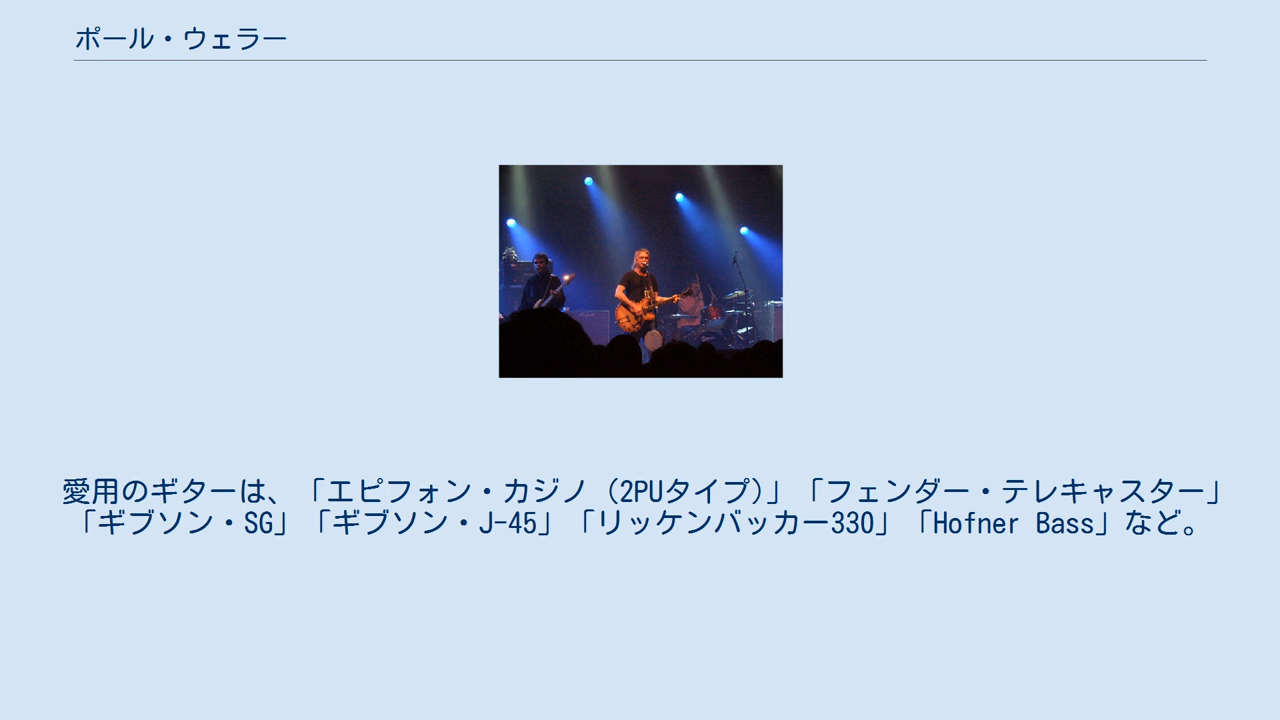 ポール・ウェラー
愛用のギターは、「エピフォン・カジノ（2PUタイプ）」「フェンダー・テレキャスター」
「ギブソン・SG」「ギブソン・J-45」「リッケンバッカー330」「Hofner Bass」など。